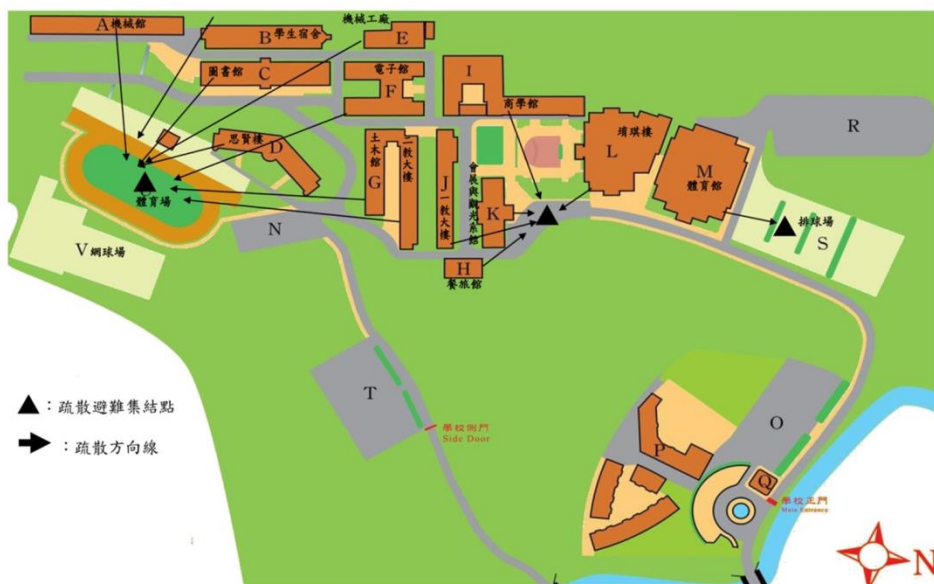 A 機械館
B 學生宿舍
機械工廠
E
圖書館
C
電子館
F
I
商學館
R
思賢樓
D
土木館
G
一教大樓
J
一教大樓
會展與觀光系館
K
瑣琪樓
L
M
體育館
體育場
N
V 網球場
H
餐旅館
排球場
S
T
學校側門
Side Door
▲：疏散避難集結點
➡：疏散方向線
P
O
Q
學校正門
Main Entrance
N